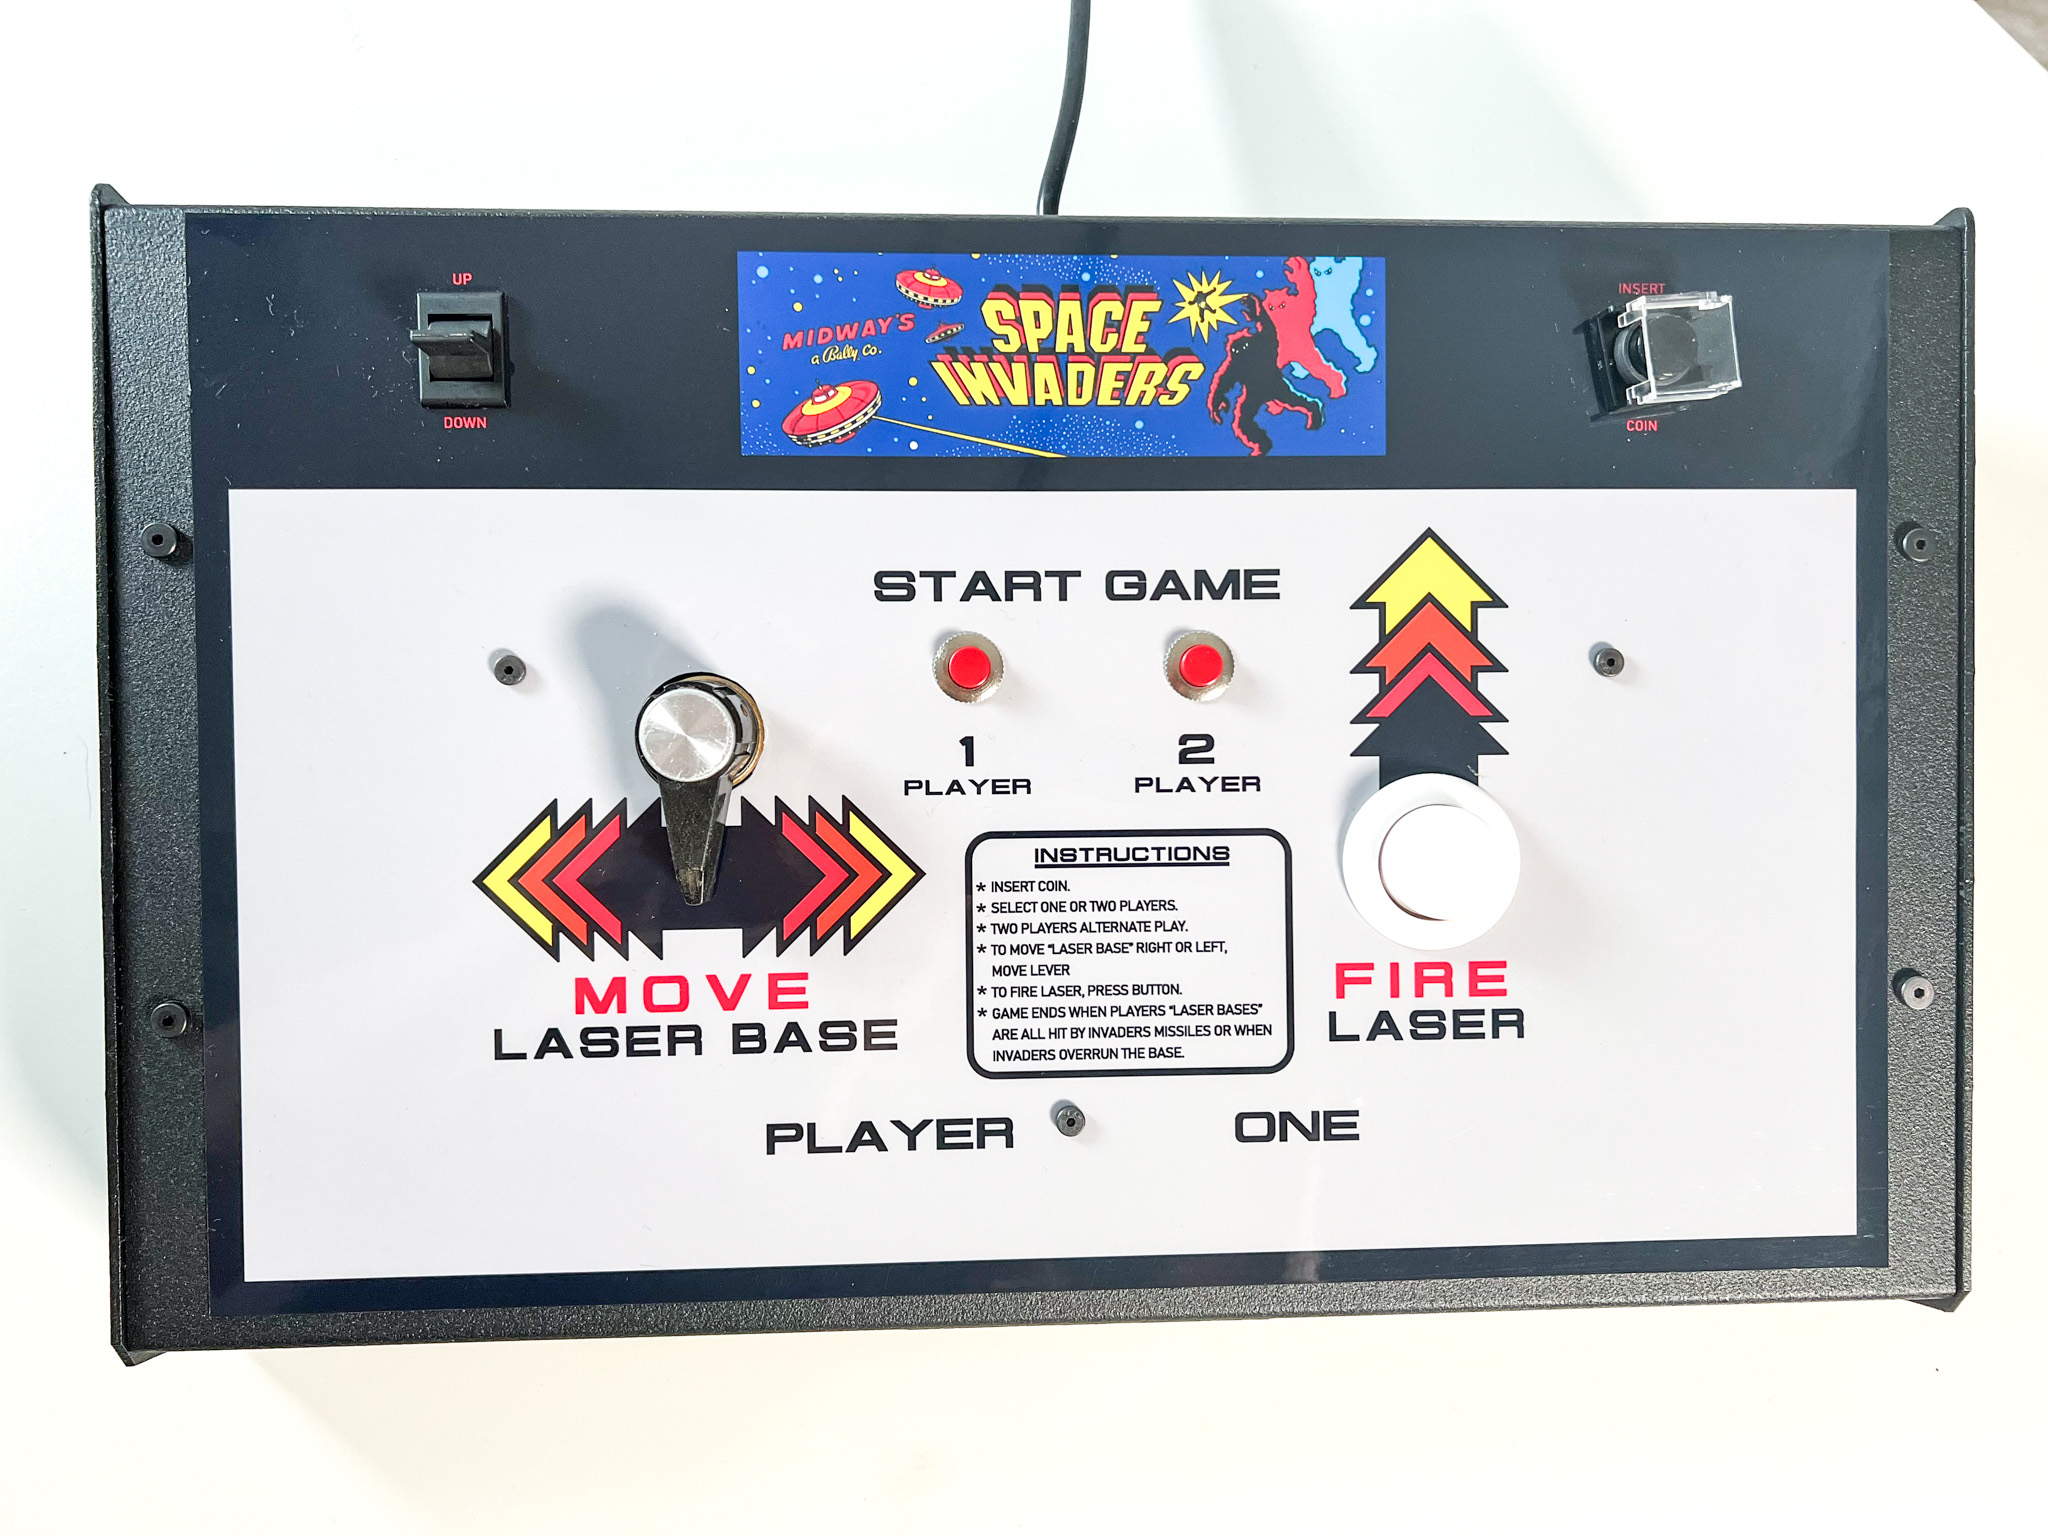 UP
DOWN
MIDWAY'S
a Bally Co.
SPACE
INVADERS
INSERT
COIN
START GAME
1
PLAYER
2
PLAYER
MOVE
LASER BASE
INSTRUCTIONS
* INSERT COIN.
* SELECT ONE OR TWO PLAYERS.
* TWO PLAYERS ALTERNATE PLAY.
* TO MOVE "LASER BASE" RIGHT OR LEFT,
MOVE LEVER
* TO FIRE LASER, PRESS BUTTON.
* GAME ENDS WHEN PLAYERS "LASER BASES"
ARE ALL HIT BY INVADERS MISSILES OR WHEN
INVADERS OVERRUN THE BASE.
FIRE
LASER
PLAYER ONE